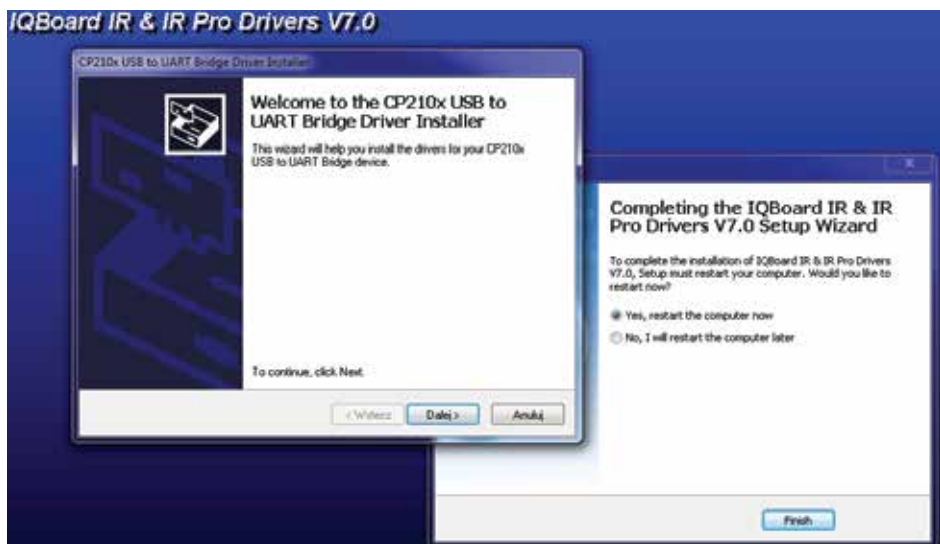 IQBoard IR & IR Pro Drivers V7.0
CP210x USB to UART Bridge Driver Installer
Welcome to the CP210x USB to
UART Bridge Driver Installer
This wizard will help you install the drivers for your CP210x
USB to UART Bridge device.
To continue, click Next.
< Wstecz
Dalej >
Anuluj
Completing the IQBoard IR & IR
Pro Drivers V7.0 Setup Wizard
To complete the installation of IQBoard IR & IR Pro Drivers
V7.0, Setup must restart your computer. Would you like to
restart now?
Yes, restart the computer now
No, I will restart the computer later
Finish